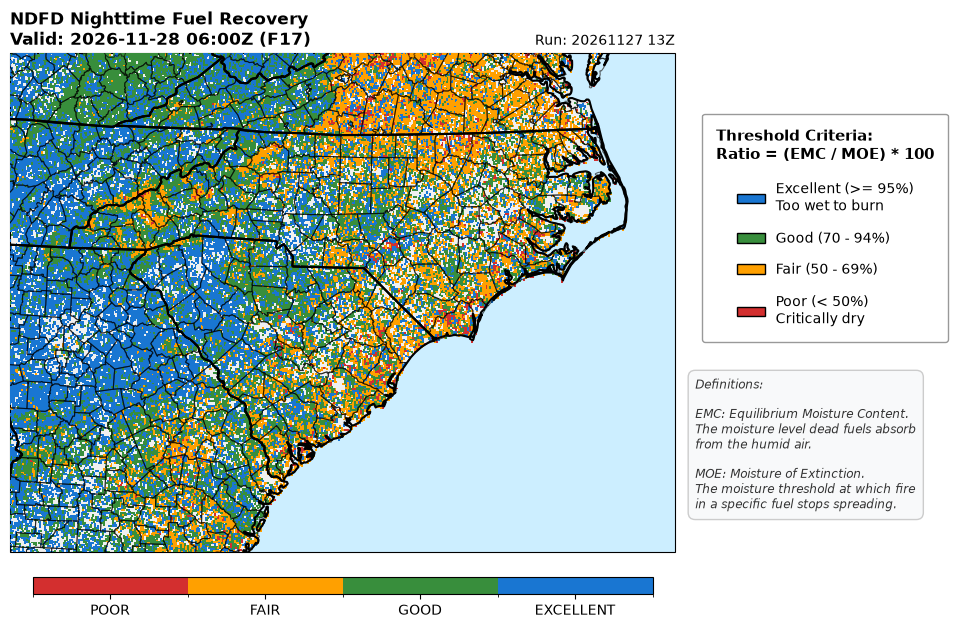 NDFD Nighttime Fuel Recovery
Valid: 2026-11-28 06:00Z (F17)
Run: 20261127 13Z
Threshold Criteria:
Ratio = (EMC / MOE) * 100
Excellent (>= 95%)
Too wet to burn
Good (70 - 94%)
Fair (50 - 69%)
Poor (< 50%)
Critically dry
Definitions:
EMC: Equilibrium Moisture Content.
The moisture level dead fuels absorb
from the humid air.
MOE: Moisture of Extinction.
The moisture threshold at which fire
in a specific fuel stops spreading.
POOR
FAIR
GOOD
EXCELLENT